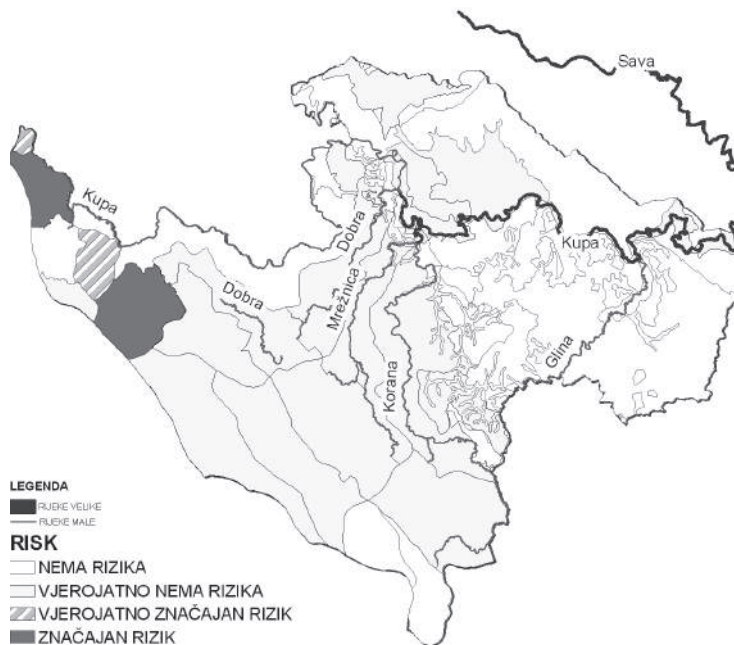 Sava
Kupa
Dobra
Kupa
Dobra
Mrežnica
Glina
Korana
LEGENDA
RIJEKE VELIKE
RIJEKE MALE
RISK
NEMA RIZIKA
VJEROJATNO NEMA RIZIKA
VJEROJATNO ZNAČAJAN RIZIK
ZNAČAJAN RIZIK